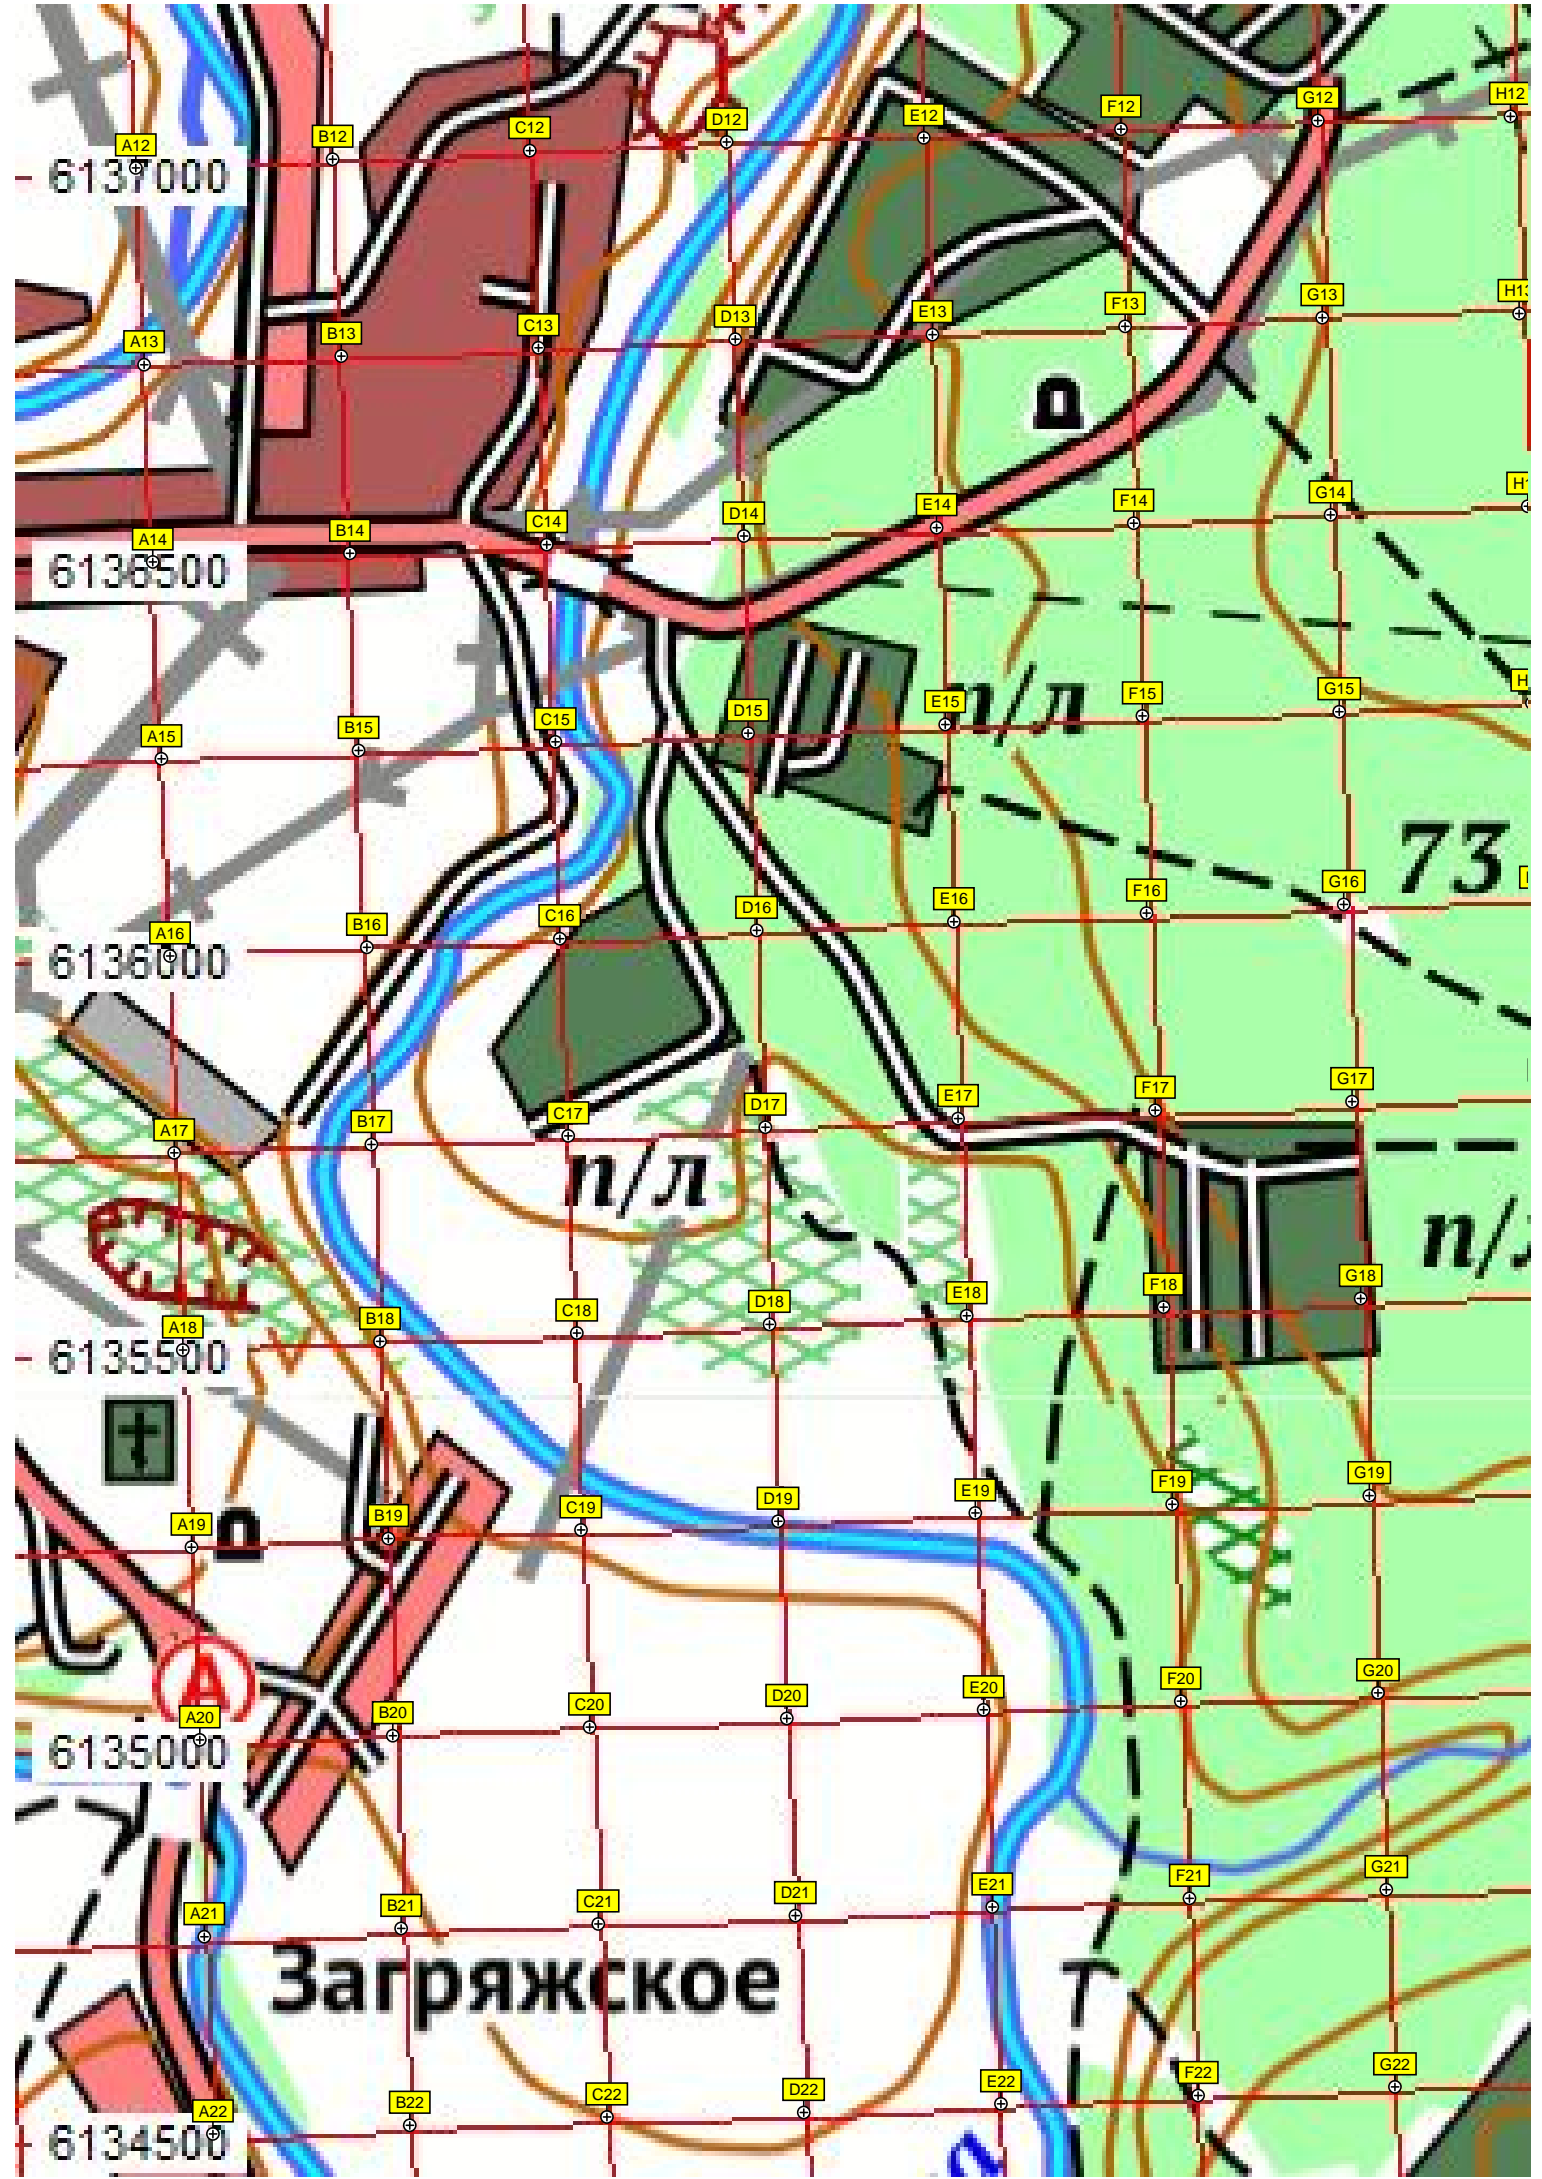 A12 B12 C12 D12 E12 F12 G12 H12
6137000
A13 B13 C13 D13 E13 F13 G13
A14 B14 C14 D14 E14 F14 G14
6136500
п/л
A15 B15 C15 D15 E15 F15 G15
73
A16 B16 C16 D16 E16 F16 G16
6136000
A17 B17 C17 D17 E17 F17 G17
п/л
A18 B18 C18 D18 E18 F18 G18
6135500
A19 B19 C19 D19 E19 F19 G19
А
A20 B20 C20 D20 E20 F20 G20
6135000
A21 B21 C21 D21 E21 F21 G21
Загряжское
A22 B22 C22 D22 E22 F22 G22
6134500